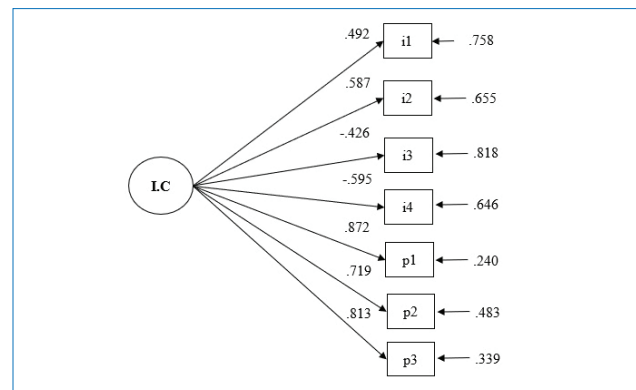 .492
i1
.758
.587
i2
.655
-.426
i3
.818
-.595
I.C
i4
.646
.872
p1
.240
.719
p2
.483
.813
p3
.339